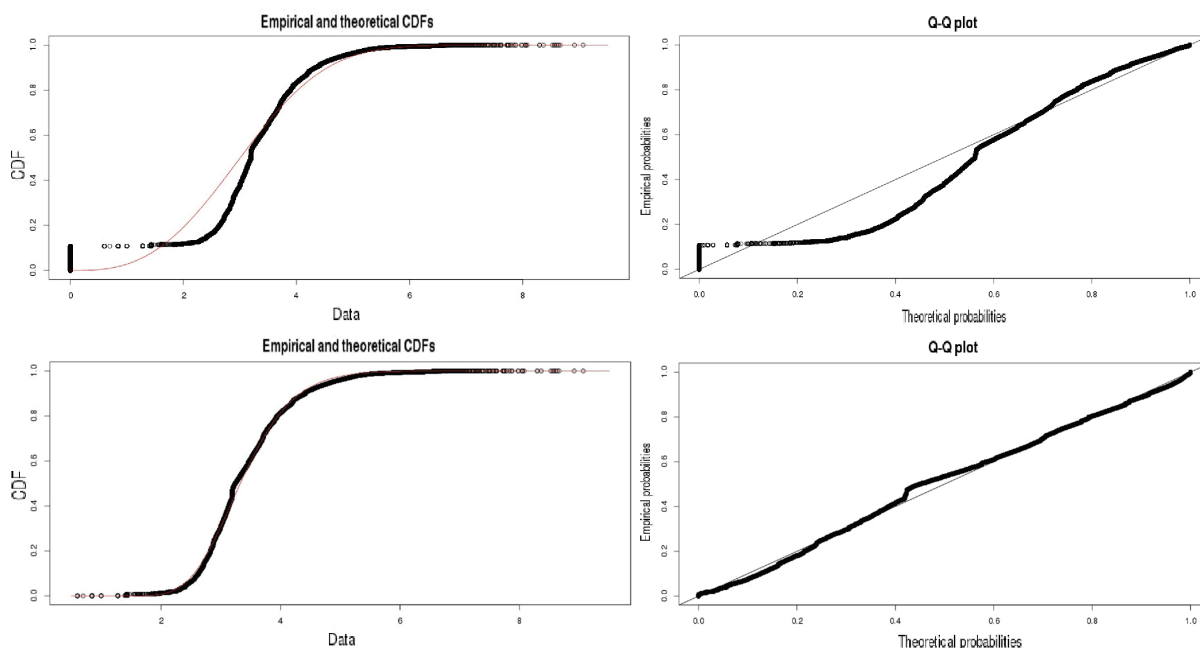 Empirical and theoretical CDFs
CDF
1.0
0.8
0.6
0.4
0.2
0.0
0 2 4 6 8
Data
Q-Q plot
Empirical probabilities
1.0
0.8
0.6
0.4
0.2
0.0
0.0 0.2 0.4 0.6 0.8 1.0
Theoretical probabilities
Empirical and theoretical CDFs
CDF
1.0
0.8
0.6
0.4
0.2
0.0
2 4 6 8
Data
Q-Q plot
Empirical probabilities
1.0
0.8
0.6
0.4
0.2
0.0
0.0 0.2 0.4 0.6 0.8 1.0
Theoretical probabilities